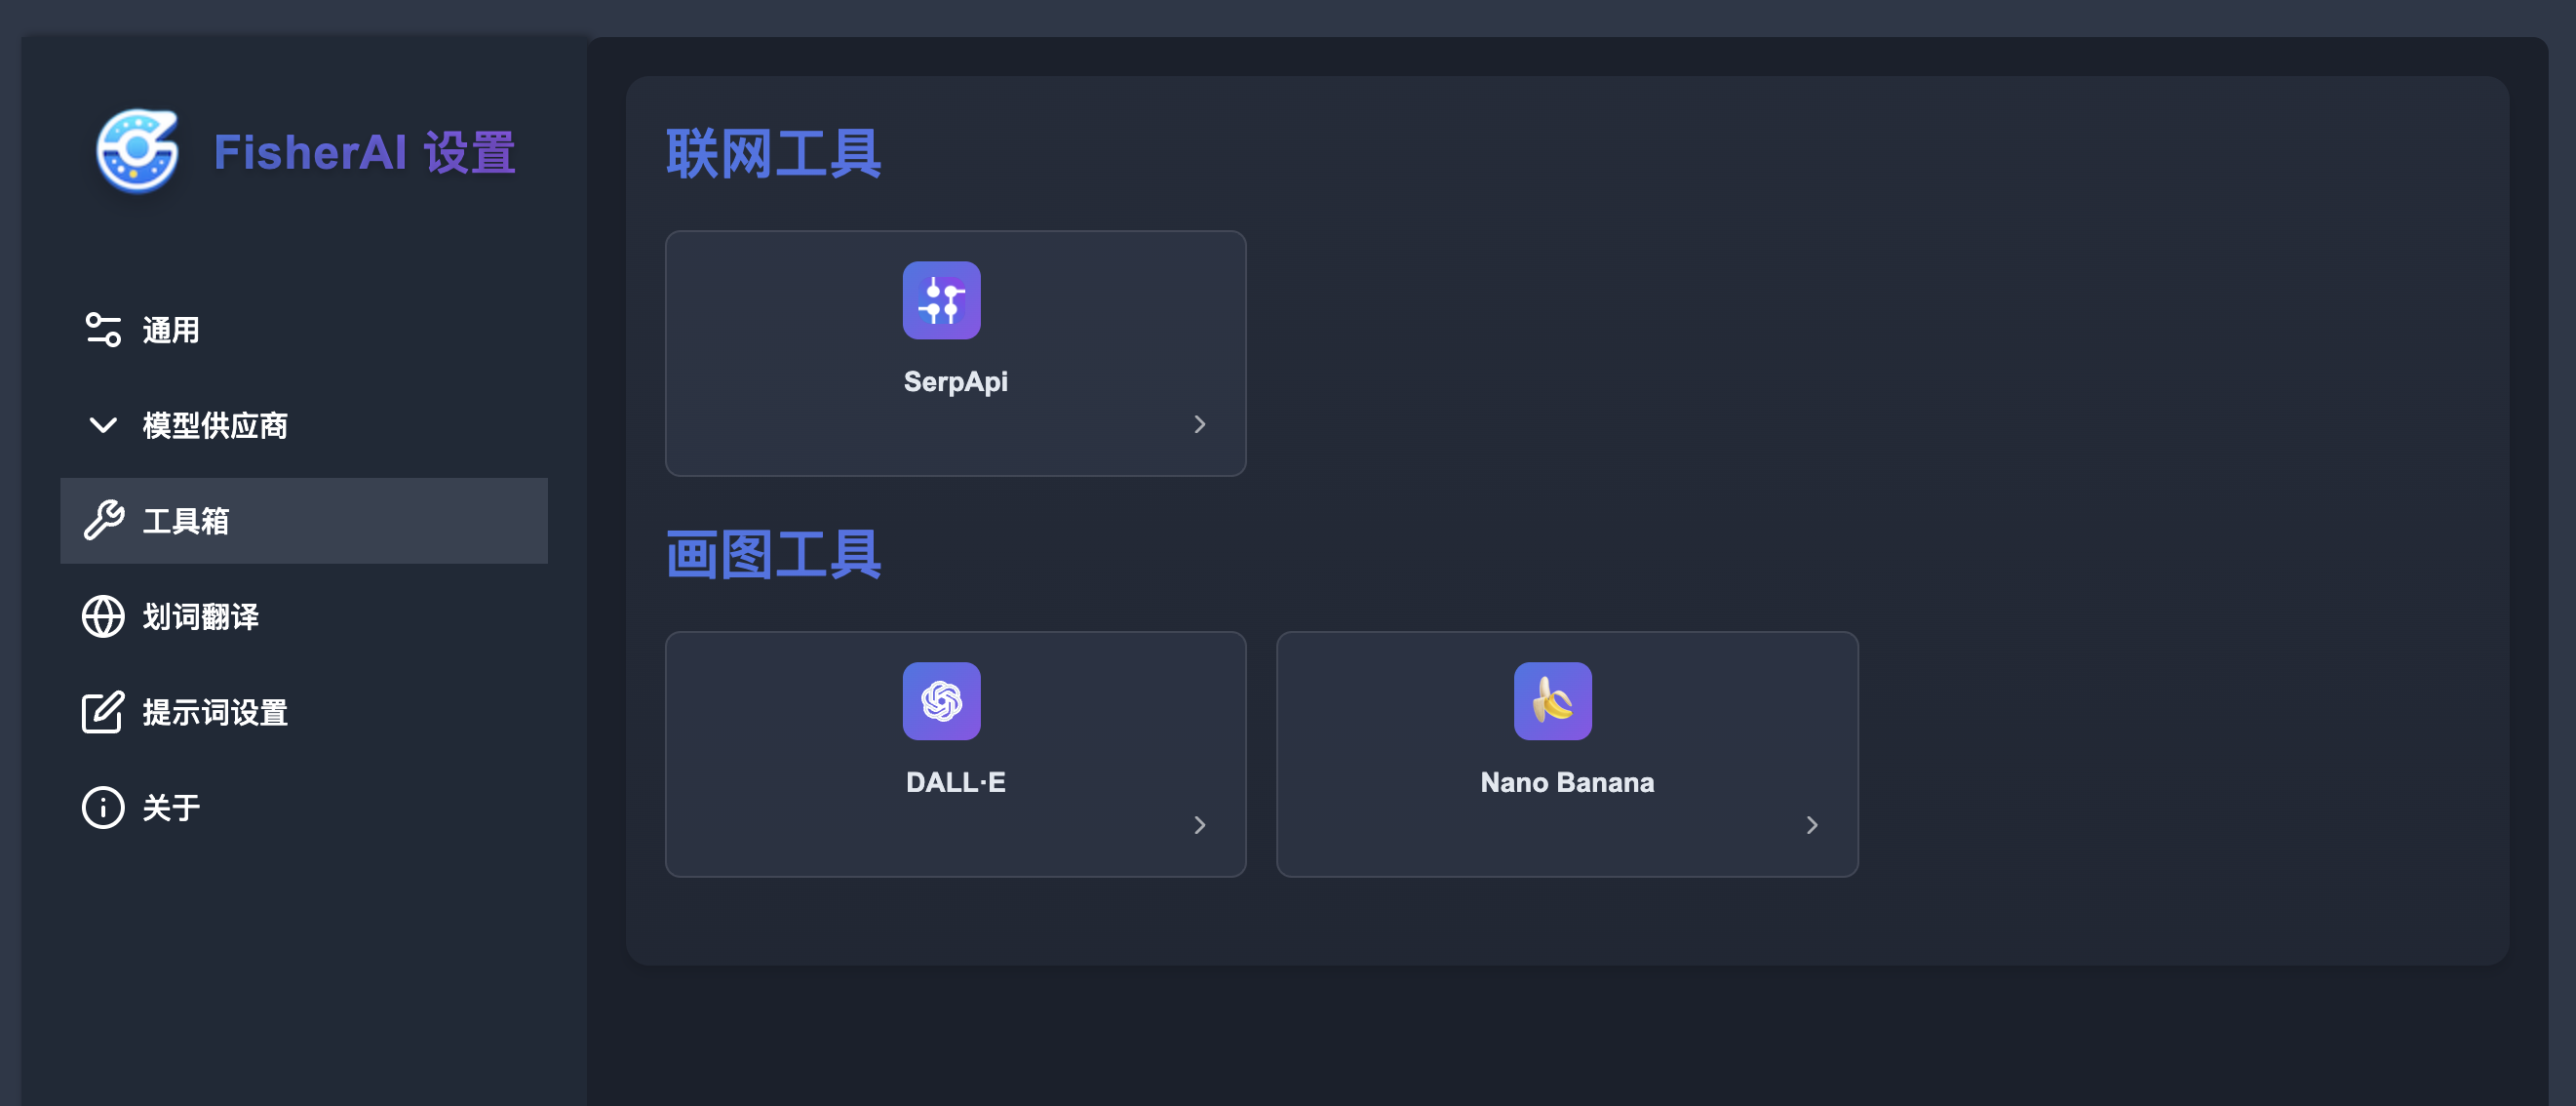 FisherAI 设置
通用
模型供应商
工具箱
划词翻译
提示词设置
关于
联网工具
SerpApi
画图工具
DALL·E
Nano Banana